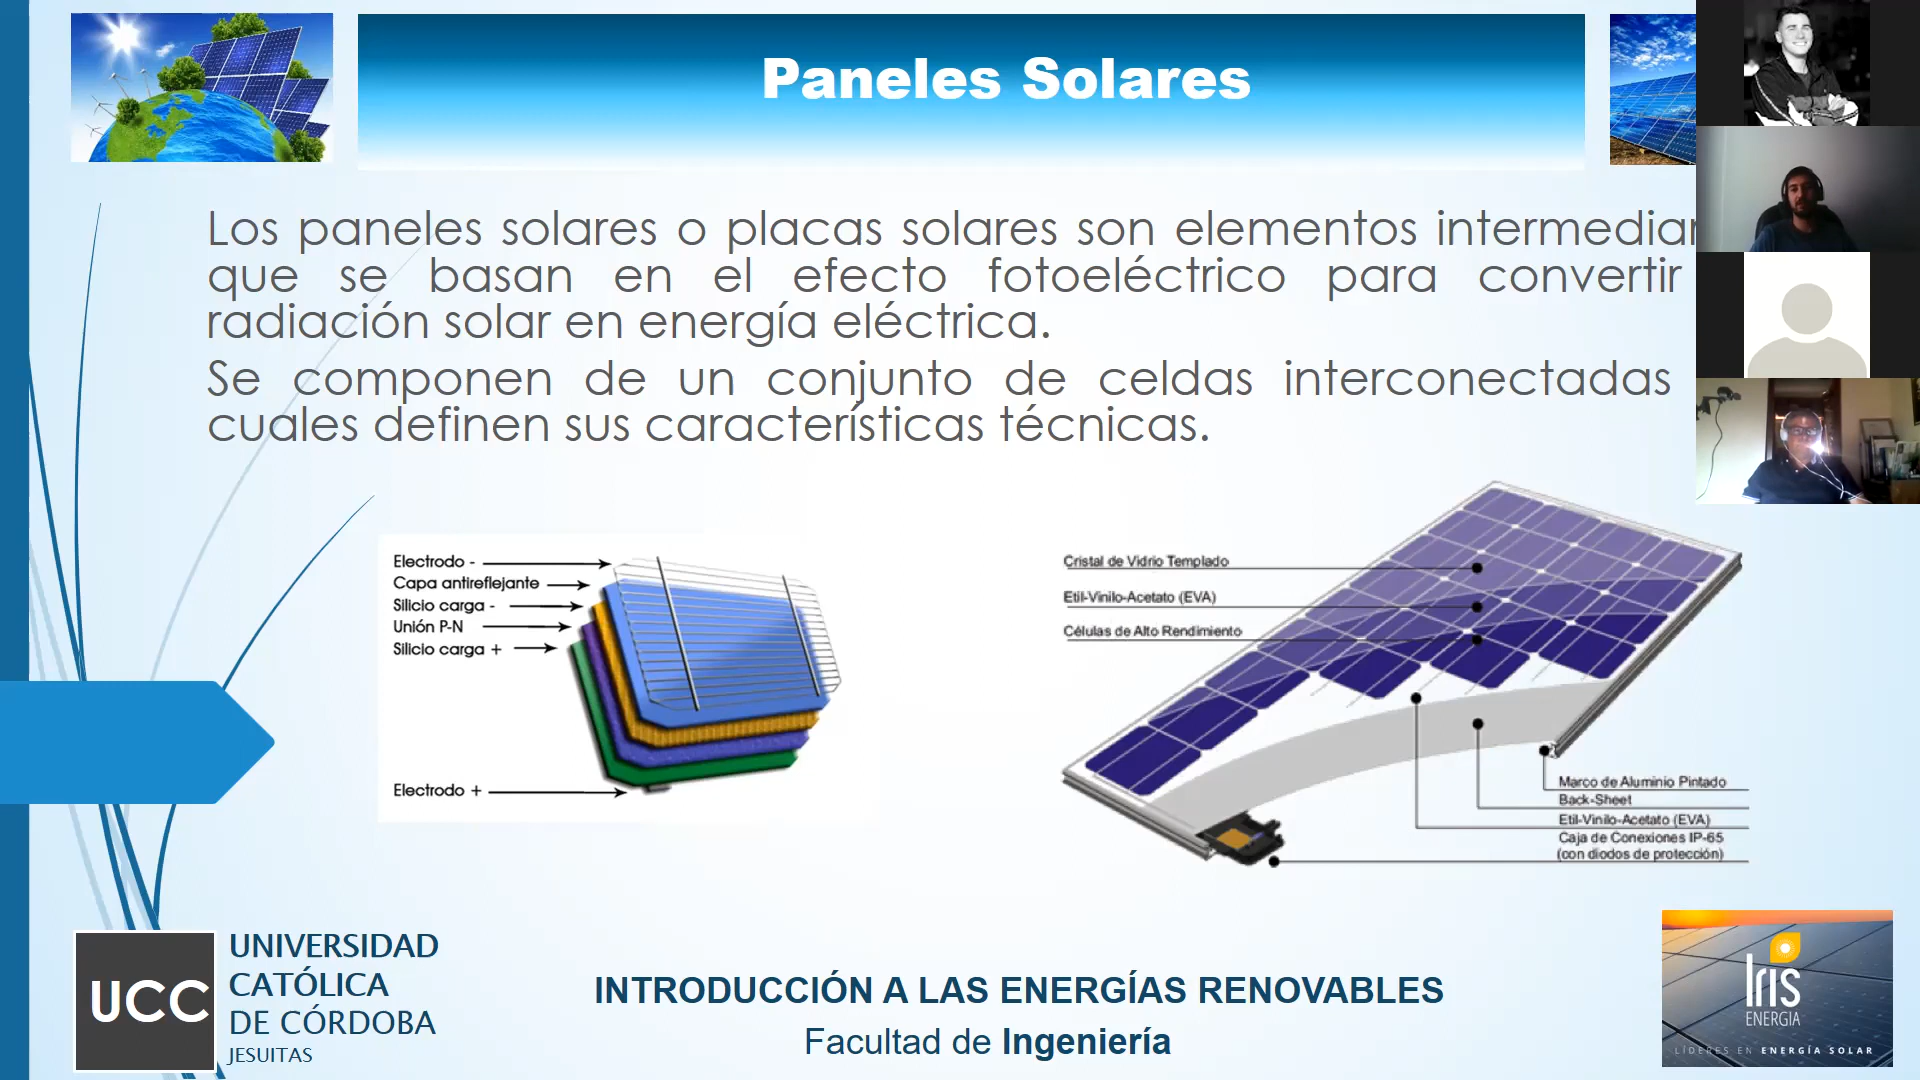 Paneles Solares
Los paneles solares o placas solares son elementos
que se basan en el efecto fotoeléctrico para convertir
radiación solar en energía eléctrica.
Se componen de un conjunto de celdas interconectadas
cuales definen sus características técnicas.
Electrodo -
Capa antireflejante
Silicio carga -
Unión P-N
Silicio carga +
Electrodo +
Cristal de Vidrio Templado
Etil-Vinilo-Acetato (EVA)
Células de Alto Rendimiento
Marco de Aluminio Pintado
Back-Sheet
Etil-Vinilo-Acetato (EVA)
Caja de Conexiones IP-65
(con diodos de protección)
UCC
UNIVERSIDAD
CATÓLICA
DE CÓRDOBA
JESUITAS
INTRODUCCIÓN A LAS ENERGÍAS RENOVABLES
Facultad de Ingeniería
Iris
ENERGIA
LÍDERES EN ENERGÍA SOLAR